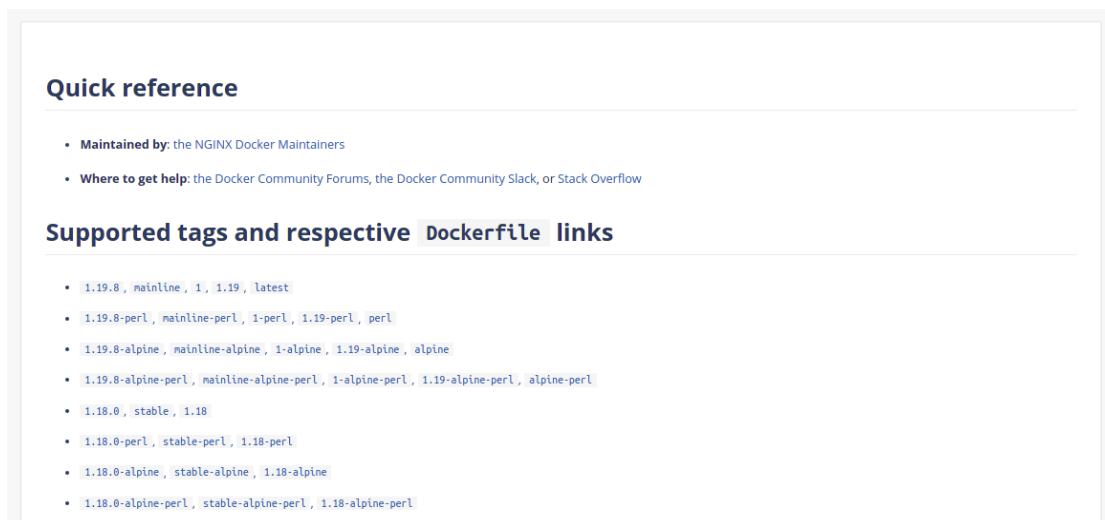 Quick reference
• Maintained by: the NGINX Docker Maintainers
• Where to get help: the Docker Community Forums, the Docker Community Slack, or Stack Overflow
Supported tags and respective Dockerfile links
• 1.19.8, mainline, 1, 1.19, latest
• 1.19.8-perl, mainline-perl, 1-perl, 1.19-perl, perl
• 1.19.8-alpine, mainline-alpine, 1-alpine, 1.19-alpine, alpine
• 1.19.8-alpine-perl, mainline-alpine-perl, 1-alpine-perl, 1.19-alpine-perl, alpine-perl
• 1.18.0, stable, 1.18
• 1.18.0-perl, stable-perl, 1.18-perl
• 1.18.0-alpine, stable-alpine, 1.18-alpine
• 1.18.0-alpine-perl, stable-alpine-perl, 1.18-alpine-perl